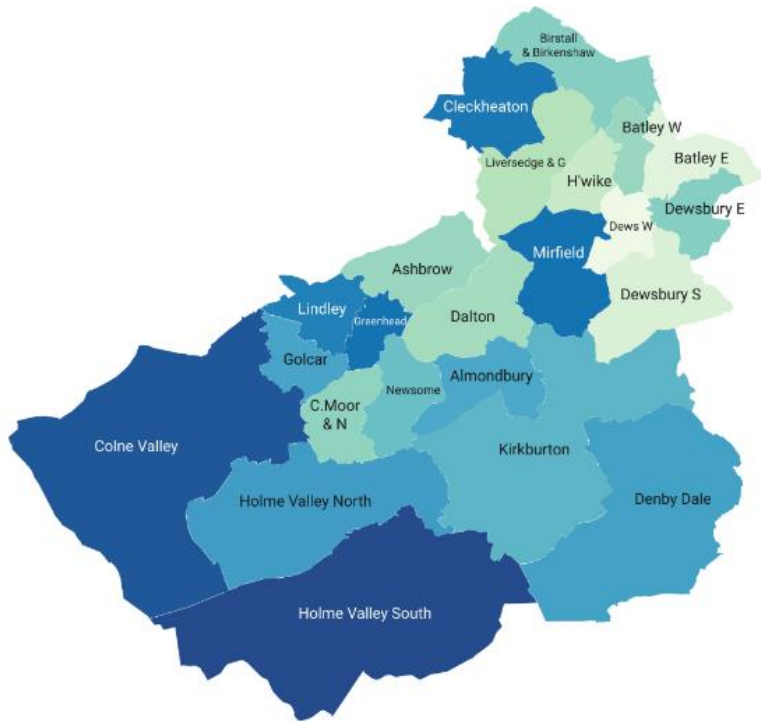 Birstall
& Birkenshaw
Cleckheaton
Batley W
Liversedge & G
Batley E
H'wike
Dewsbury E
Dews W
Mirfield
Ashbrow
Dewsbury S
Lindley
Greenhead
Dalton
Golcar
Almondbury
Newsome
C.Moor
& N
Colne Valley
Kirkburton
Holme Valley North
Denby Dale
Holme Valley South